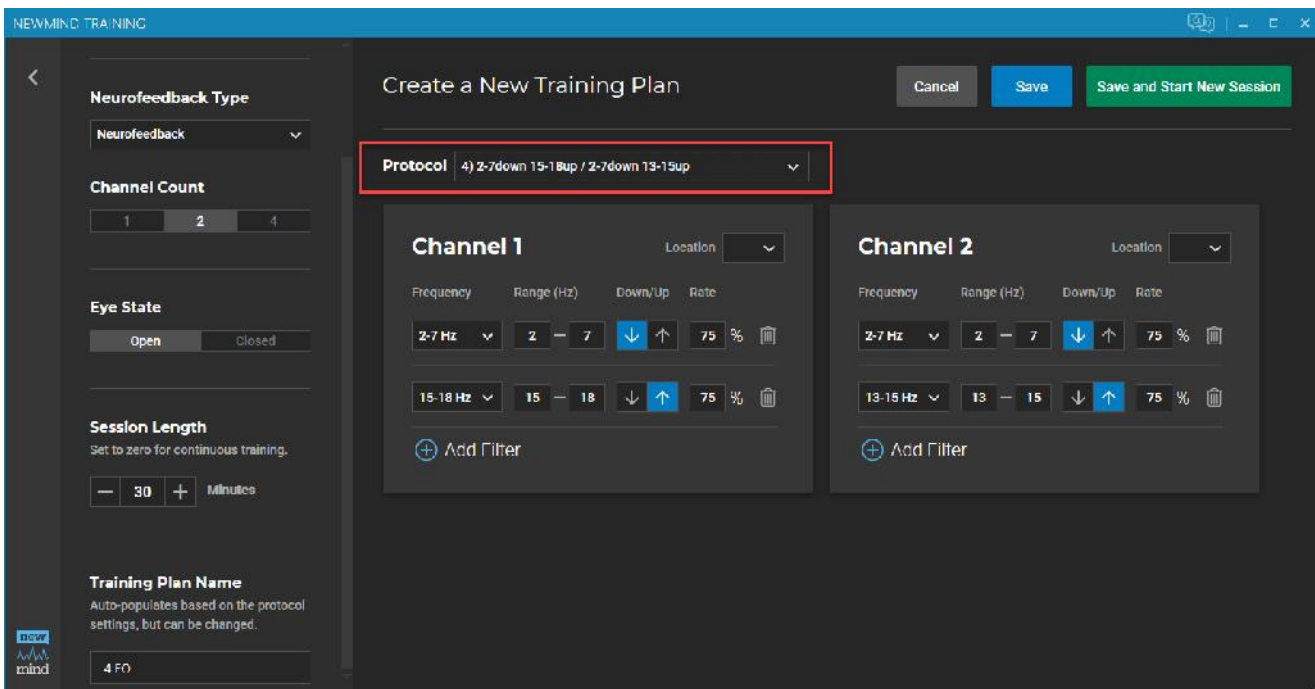 NEWMIND TRAINING
Neurofeedback Type
Neurofeedback
Channel Count
1 2 4
Eye State
Open Closed
Session Length
Set to zero for continuous training.
30 Minutes
Training Plan Name
Auto-populates based on the protocol
settings, but can be changed.
4 EO
new
mind
Create a New Training Plan
Cancel Save Save and Start New Session
Protocol 4) 2-7down 15-18up / 2-7down 13-15up
Channel 1 Location
Frequency Range (Hz) Down/Up Rate
2-7 Hz 2 — 7 75 %
15-18 Hz 15 — 18 75 %
Add Filter
Channel 2 Location
Frequency Range (Hz) Down/Up Rate
2-7 Hz 2 — 7 75 %
13-15 Hz 13 — 15 75 %
Add Filter